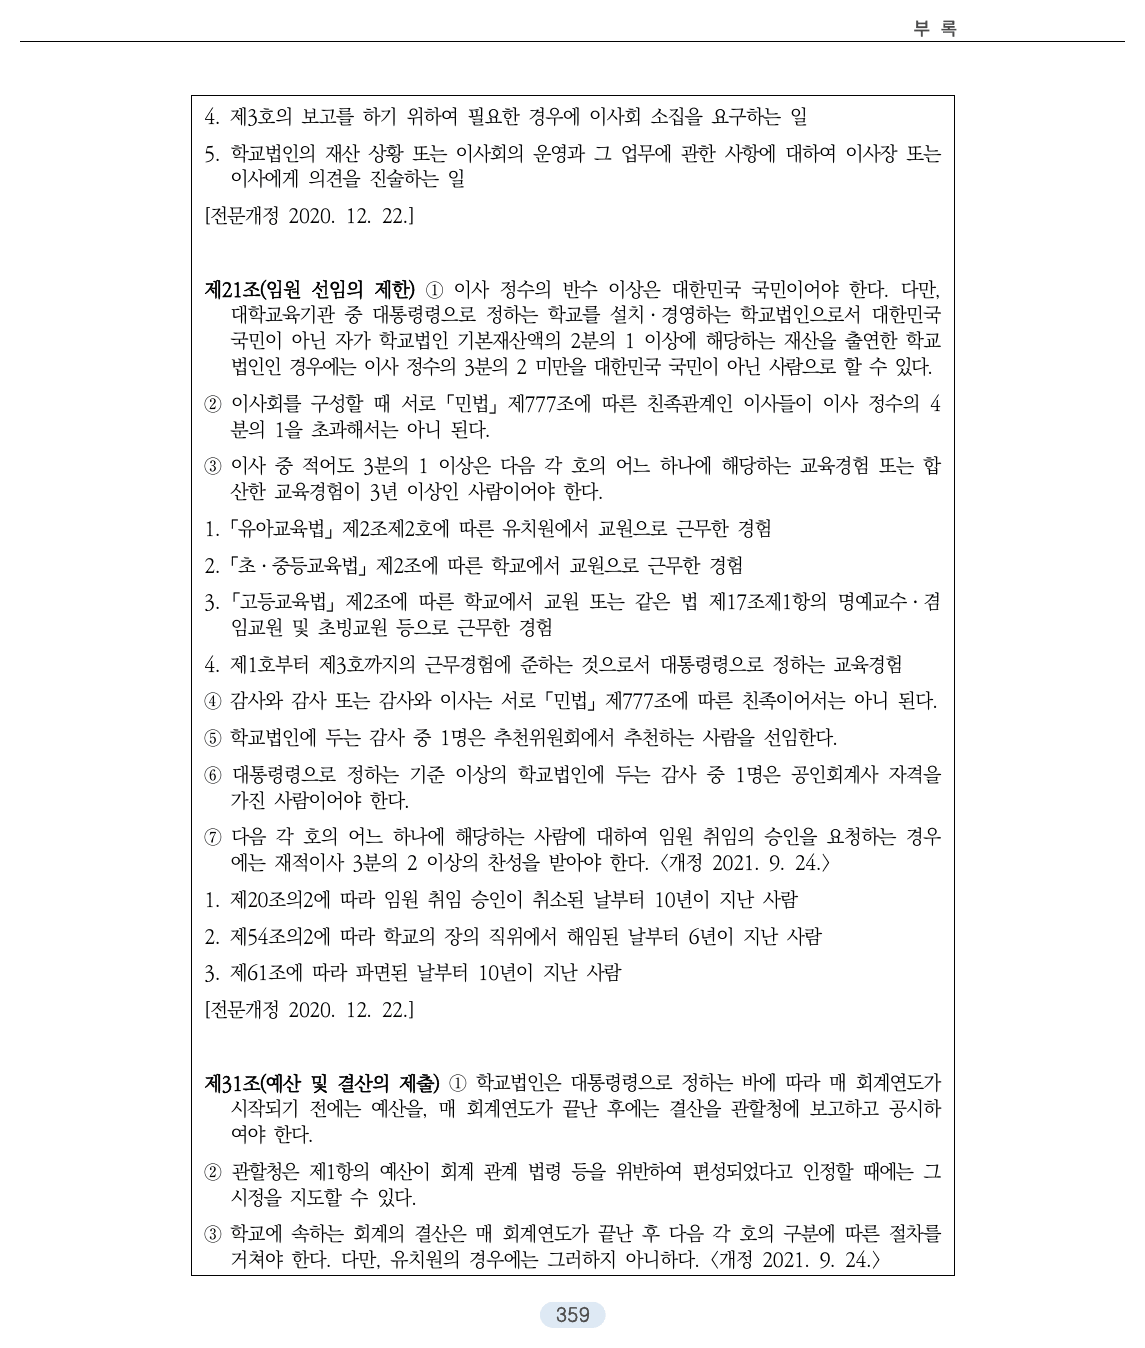 부 록
4. 제3호의 보고를 하기 위하여 필요한 경우에 이사회 소집을 요구하는 일
5. 학교법인의 재산 상황 또는 이사회의 운영과 그 업무에 관한 사항에 대하여 이사장 또는
이사에게 의견을 진술하는 일
[전문개정 2020. 12. 22.]
제21조(임원 선임의 제한) ① 이사 정수의 반수 이상은 대한민국 국민이어야 한다. 다만,
대학교육기관 중 대통령령으로 정하는 학교를 설치·경영하는 학교법인으로서 대한민국
국민이 아닌 자가 학교법인 기본재산액의 2분의 1 이상에 해당하는 재산을 출연한 학교
법인인 경우에는 이사 정수의 3분의 2 미만을 대한민국 국민이 아닌 사람으로 할 수 있다.
② 이사회를 구성할 때 서로 「민법」 제777조에 따른 친족관계인 이사들이 이사 정수의 4
분의 1을 초과해서는 아니 된다.
③ 이사 중 적어도 3분의 1 이상은 다음 각 호의 어느 하나에 해당하는 교육경험 또는 합
산한 교육경험이 3년 이상인 사람이어야 한다.
1. 「유아교육법」 제2조제2호에 따른 유치원에서 교원으로 근무한 경험
2. 「초·중등교육법」 제2조에 따른 학교에서 교원으로 근무한 경험
3. 「고등교육법」 제2조에 따른 학교에서 교원 또는 같은 법 제17조제1항의 명예교수·겸
임교원 및 초빙교원 등으로 근무한 경험
4. 제1호부터 제3호까지의 근무경험에 준하는 것으로서 대통령령으로 정하는 교육경험
④ 감사와 감사 또는 감사와 이사는 서로 「민법」 제777조에 따른 친족이어서는 아니 된다.
⑤ 학교법인에 두는 감사 중 1명은 추천위원회에서 추천하는 사람을 선임한다.
⑥ 대통령령으로 정하는 기준 이상의 학교법인에 두는 감사 중 1명은 공인회계사 자격을
가진 사람이어야 한다.
⑦ 다음 각 호의 어느 하나에 해당하는 사람에 대하여 임원 취임의 승인을 요청하는 경우
에는 재적이사 3분의 2 이상의 찬성을 받아야 한다. 〈개정 2021. 9. 24.〉
1. 제20조의2에 따라 임원 취임 승인이 취소된 날부터 10년이 지난 사람
2. 제54조의2에 따라 학교의 장의 직위에서 해임된 날부터 6년이 지난 사람
3. 제61조에 따라 파면된 날부터 10년이 지난 사람
[전문개정 2020. 12. 22.]
제31조(예산 및 결산의 제출) ① 학교법인은 대통령령으로 정하는 바에 따라 매 회계연도가
시작되기 전에는 예산을, 매 회계연도가 끝난 후에는 결산을 관할청에 보고하고 공시하
여야 한다.
② 관할청은 제1항의 예산이 회계 관계 법령 등을 위반하여 편성되었다고 인정할 때에는 그
시정을 지도할 수 있다.
③ 학교에 속하는 회계의 결산은 매 회계연도가 끝난 후 다음 각 호의 구분에 따른 절차를
거쳐야 한다. 다만, 유치원의 경우에는 그러하지 아니하다. 〈개정 2021. 9. 24.〉
359